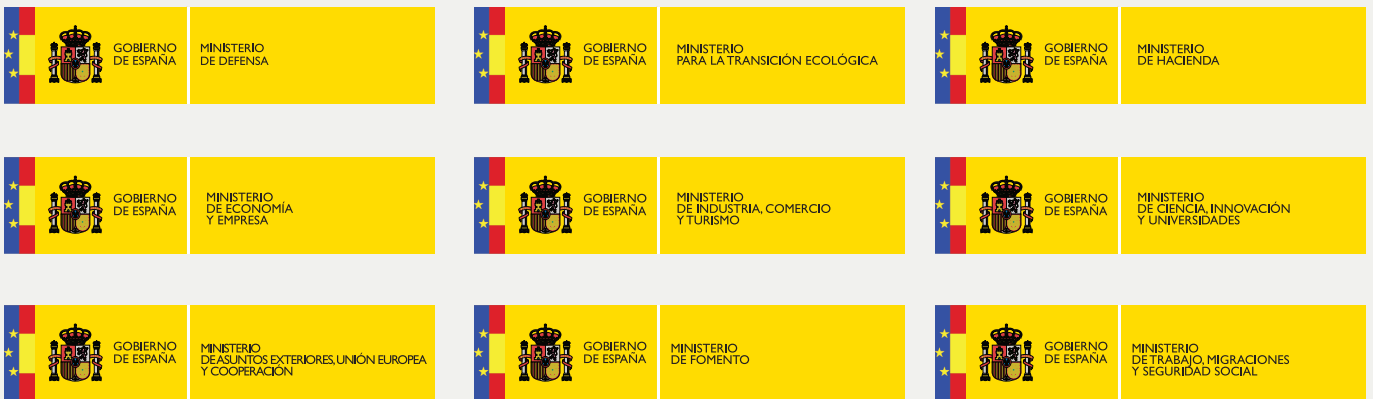 GOBIERNO
DE ESPAÑA
MINISTERIO
DE DEFENSA
GOBIERNO
DE ESPAÑA
MINISTERIO
PARA LA TRANSICIÓN ECOLÓGICA
GOBIERNO
DE ESPAÑA
MINISTERIO
DE HACIENDA
GOBIERNO
DE ESPAÑA
MINISTERIO
DE ECONOMÍA
Y EMPRESA
GOBIERNO
DE ESPAÑA
MINISTERIO
DE INDUSTRIA, COMERCIO
Y TURISMO
GOBIERNO
DE ESPAÑA
MINISTERIO
DE CIENCIA, INNOVACIÓN
Y UNIVERSIDADES
GOBIERNO
DE ESPAÑA
MINISTERIO
DE ASUNTOS EXTERIORES, UNIÓN EUROPEA
Y COOPERACIÓN
GOBIERNO
DE ESPAÑA
MINISTERIO
DE FOMENTO
GOBIERNO
DE ESPAÑA
MINISTERIO
DE TRABAJO, MIGRACIONES
Y SEGURIDAD SOCIAL